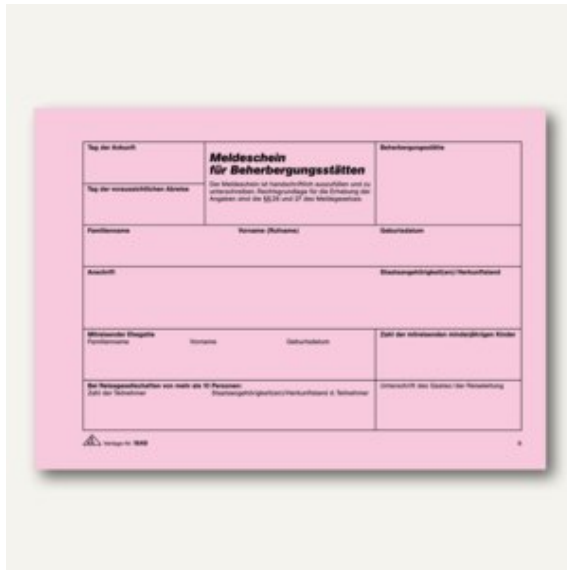 Tag der Ankunft
Meldeschein
für Beherbergungsstätten
Beherbergungsstätte
Der Meldeschein ist handschriftlich auszufüllen und zu
unterschreiben. Rechtsgrundlage für die Erhebung der
Angaben sind die §§ 26 und 27 des Meldegesetzes.
Tag der voraussichtlichen Abreise
Familienname Vorname (Rufname) Geburtsdatum
Anschrift Staatsangehörigkeit(en)/Herkunftsland
Mitreisender Ehegatte
Familienname Vorname Geburtsdatum
Zahl der mitreisenden minderjährigen Kinder
Bei Reisegesellschaften von mehr als 10 Personen:
Zahl der Teilnehmer Staatsangehörigkeit(en)/Herkunftsland d. Teilnehmer
Unterschrift des Gastes/der Reiseleitung
Verlags-Nr.